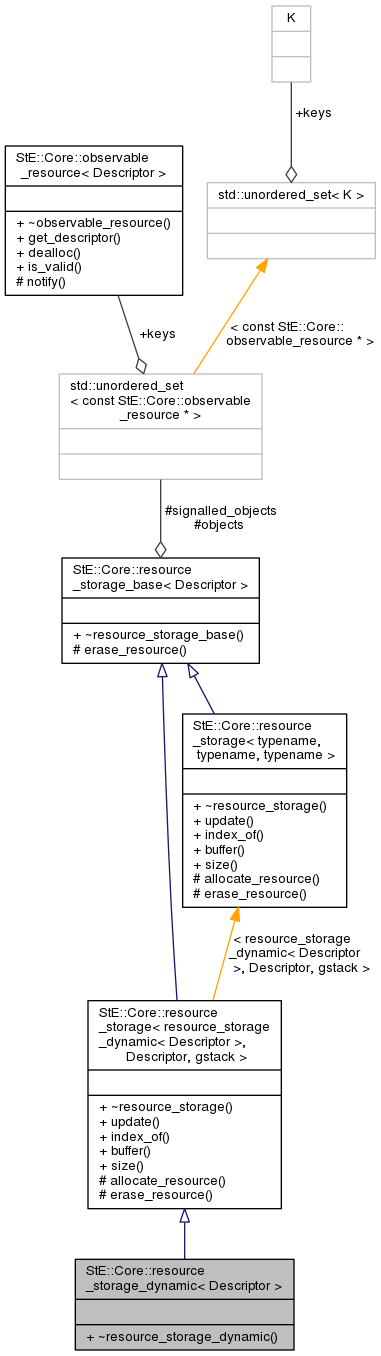 K
+keys
StE::Core::observable
_resource< Descriptor >
+ ~observable_resource()
+ get_descriptor()
+ dealloc()
+ is_valid()
# notify()
std::unordered_set< K >
+keys
< const StE::Core::
observable_resource * >
std::unordered_set
< const StE::Core::observable
_resource * >
#signalled_objects
#objects
StE::Core::resource
_storage_base< Descriptor >
+ ~resource_storage_base()
# erase_resource()
StE::Core::resource
_storage< typename,
typename, typename >
+ ~resource_storage()
+ update()
+ index_of()
+ buffer()
+ size()
# allocate_resource()
# erase_resource()
< resource_storage
_dynamic< Descriptor
>, Descriptor, gstack >
StE::Core::resource
_storage< resource_storage
_dynamic< Descriptor >,
Descriptor, gstack >
+ ~resource_storage()
+ update()
+ index_of()
+ buffer()
+ size()
# allocate_resource()
# erase_resource()
StE::Core::resource
_storage_dynamic< Descriptor >
+ ~resource_storage_dynamic()